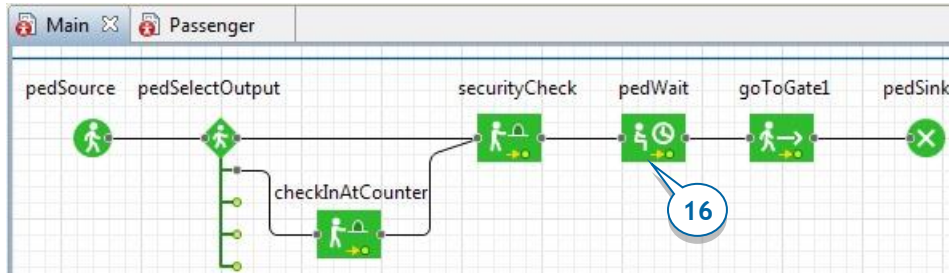 Main Passenger
pedSource pedSelectOutput securityCheck pedWait goToGate1 pedSink
checkInAtCounter
16